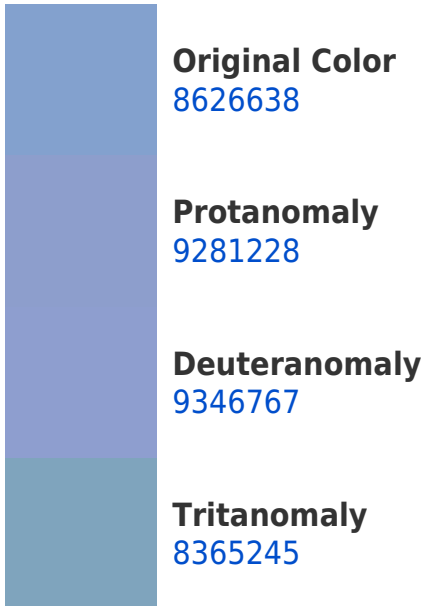 Original Color
8626638
Protanomaly
9281228
Deuteranomaly
9346767
Tritanomaly
8365245